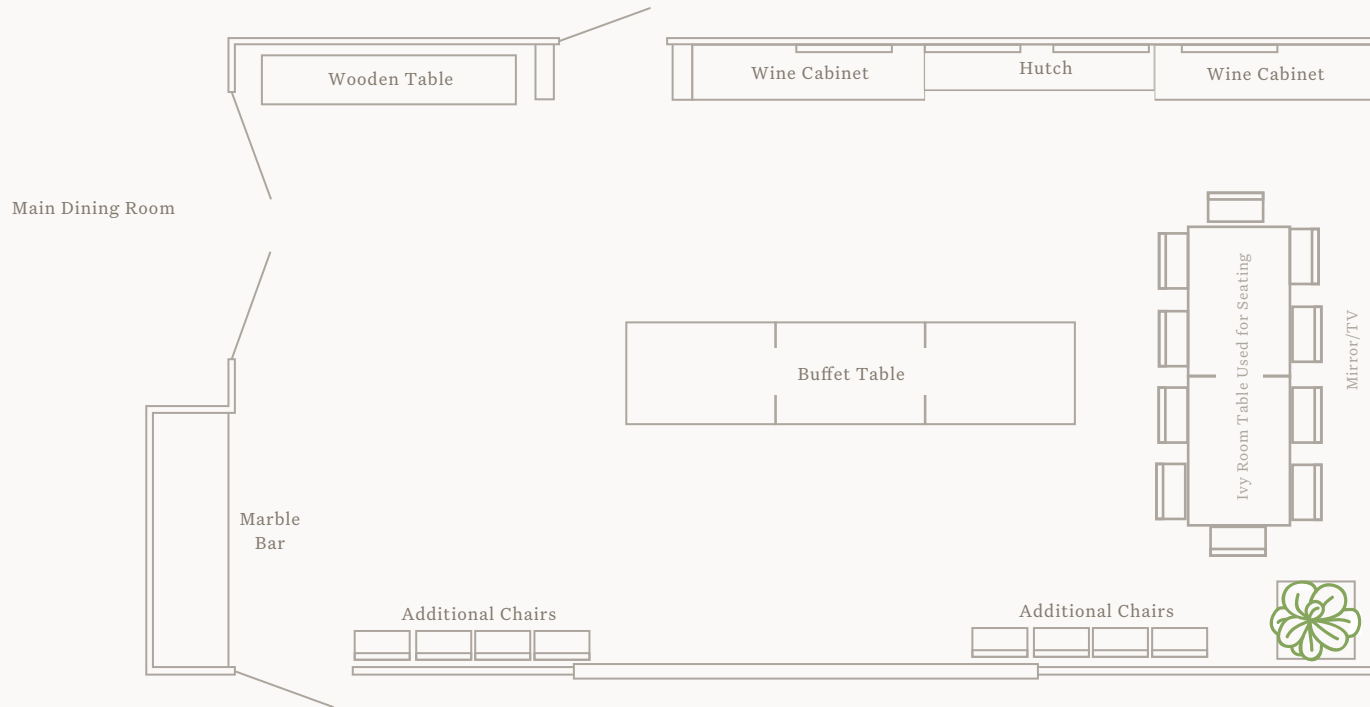 Wooden Table
Wine Cabinet
Hutch
Wine Cabinet
Main Dining Room
Ivy Room Table Used for Seating
Mirror/TV
Buffet Table
Marble
Bar
Additional Chairs
Additional Chairs